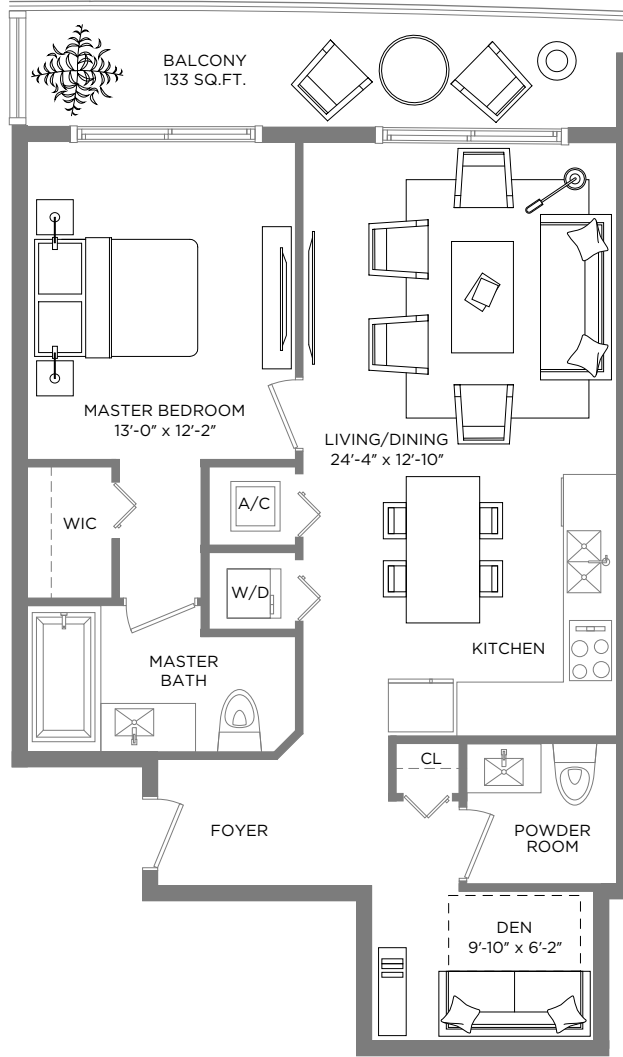 BALCONY
133 SQ.FT.
MASTER BEDROOM
13'-0" x 12'-2"
LIVING/DINING
24'-4" x 12'-10"
WIC
A/C
W/D
KITCHEN
MASTER
BATH
CL
FOYER
POWDER
ROOM
DEN
9'-10" x 6'-2"